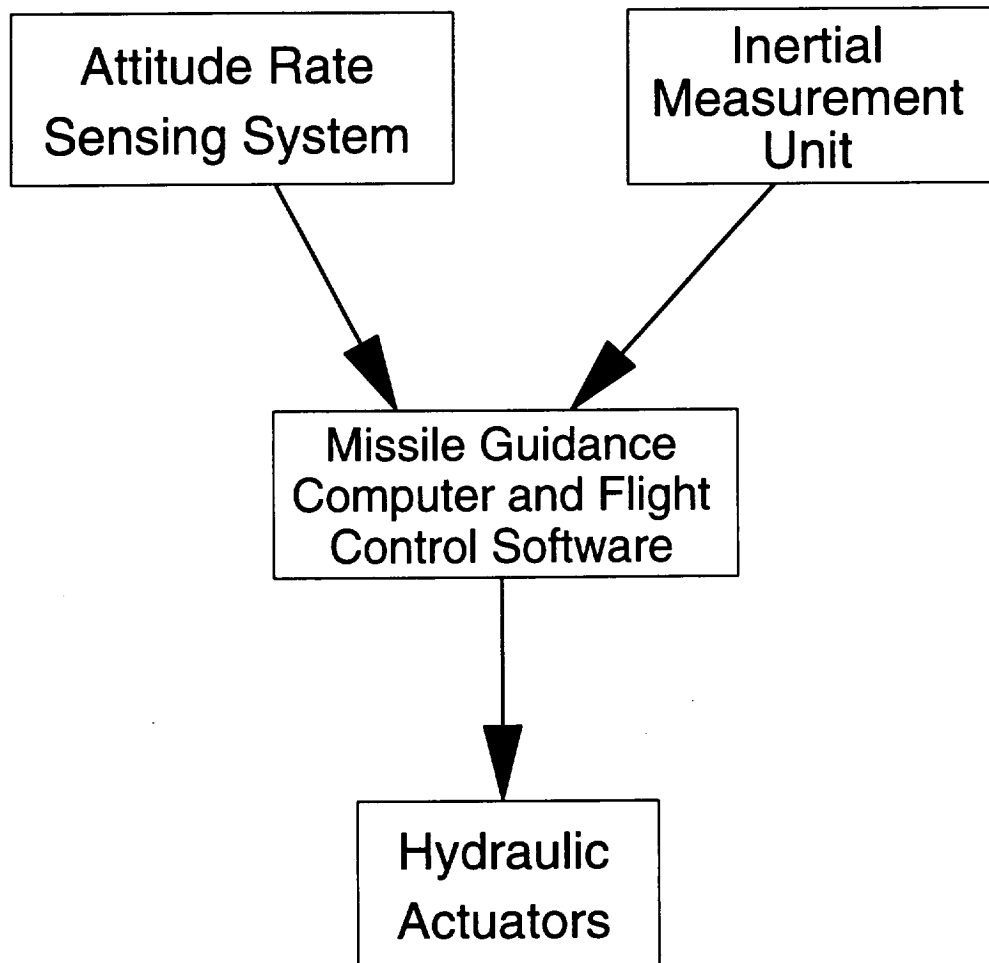 Attitude Rate
Sensing System
Inertial
Measurement
Unit
Missile Guidance
Computer and Flight
Control Software
Hydraulic
Actuators